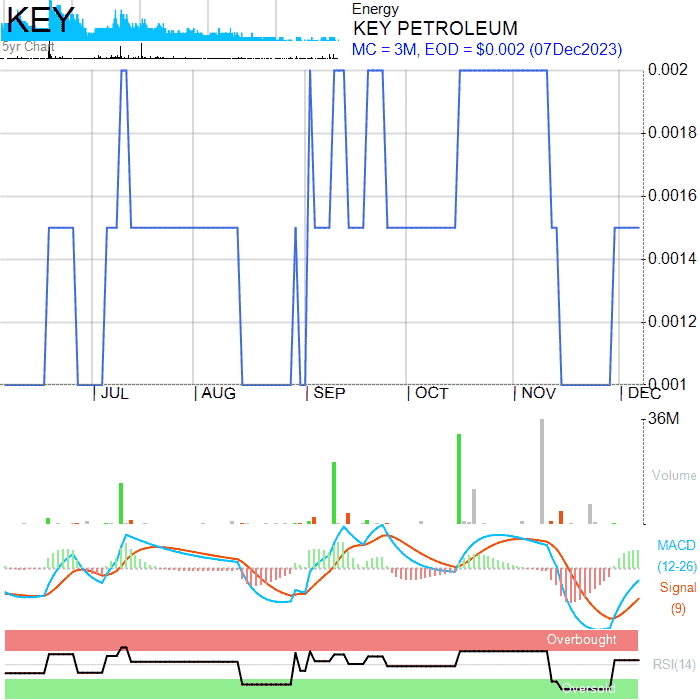 KEY
5yr Chart
Energy
KEY PETROLEUM
MC = 3M, EOD = $0.002 (07Dec2023)
0.002
0.0018
0.0016
0.0014
0.0012
0.001
JUL AUG SEP OCT NOV DEC
36M
Volume
MACD
(12-26)
Signal
(9)
Overbought
RSI(14)
Oversold